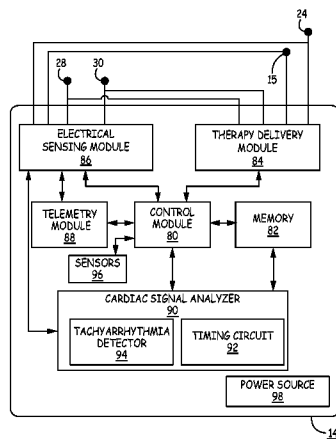 24
15
28
30
ELECTRICAL
SENSING MODULE
86
THERAPY DELIVERY
MODULE
84
TELEMETRY
MODULE
88
CONTROL
MODULE
80
MEMORY
82
SENSORS
96
CARDIAC SIGNAL ANALYZER
90
TACHYARRHYTHMIA
DETECTOR
94
TIMING CIRCUIT
92
POWER SOURCE
98
14